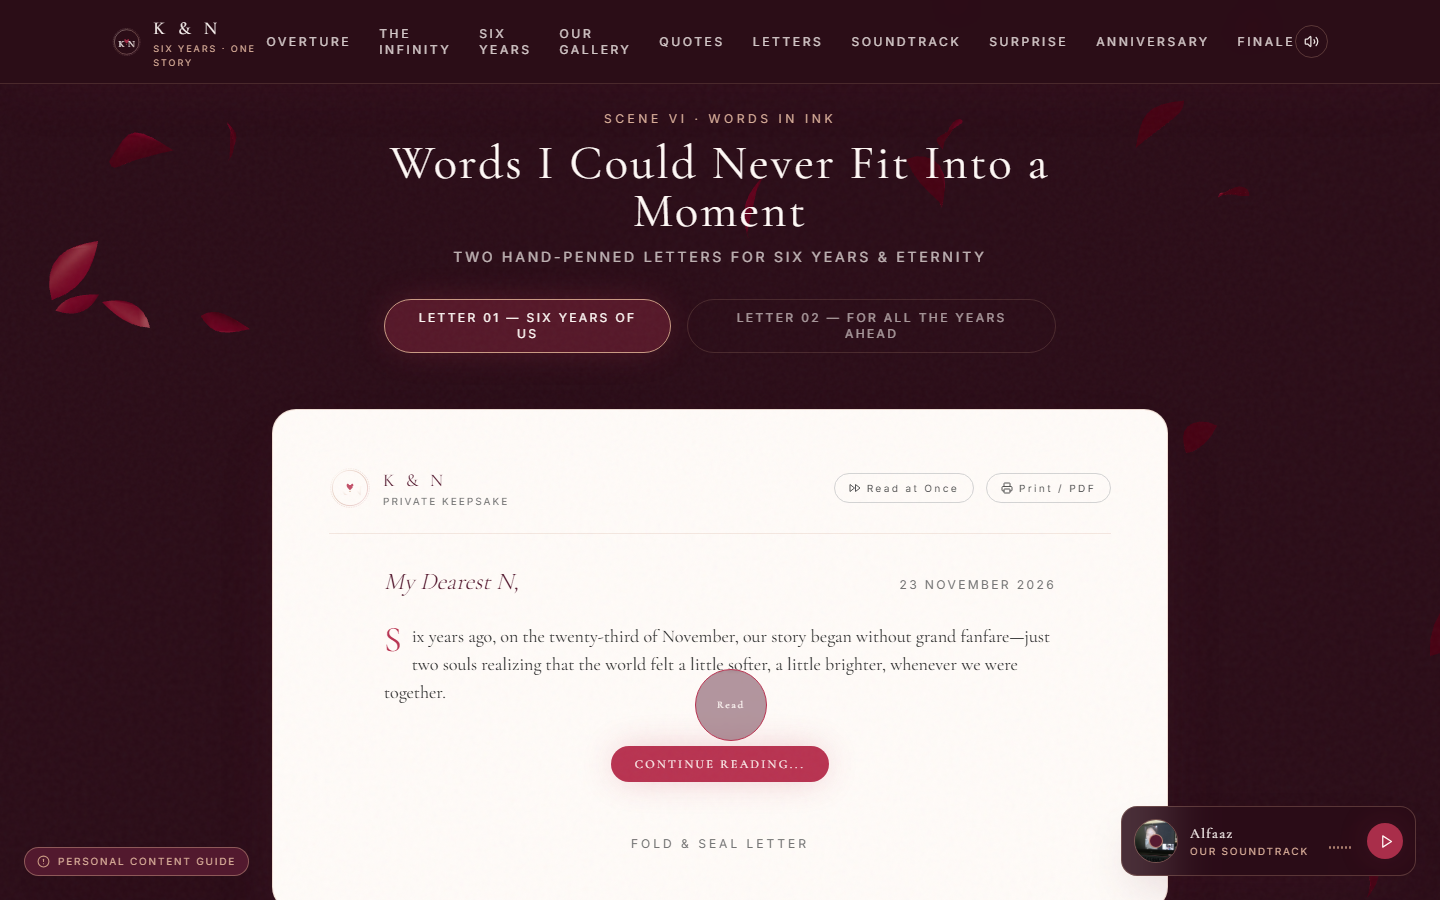 K & N
SIX YEARS · ONE
STORY
OVERTURE
THE
INFINITY
SIX
YEARS
OUR
GALLERY
QUOTES
LETTERS
SOUNDTRACK
SURPRISE
ANNIVERSARY
FINALE
SCENE VI · WORDS IN INK
Words I Could Never Fit Into a
Moment
TWO HAND-PENNED LETTERS FOR SIX YEARS & ETERNITY
LETTER 01 — SIX YEARS OF
US
LETTER 02 — FOR ALL THE YEARS
AHEAD
K & N
PRIVATE KEEPSAKE
Read at Once
Print / PDF
My Dearest N,
23 NOVEMBER 2026
Six years ago, on the twenty-third of November, our story began without grand fanfare—just
two souls realizing that the world felt a little softer, a little brighter, whenever we were
together.
Read
CONTINUE READING...
FOLD & SEAL LETTER
PERSONAL CONTENT GUIDE
Alfaaz
OUR SOUNDTRACK